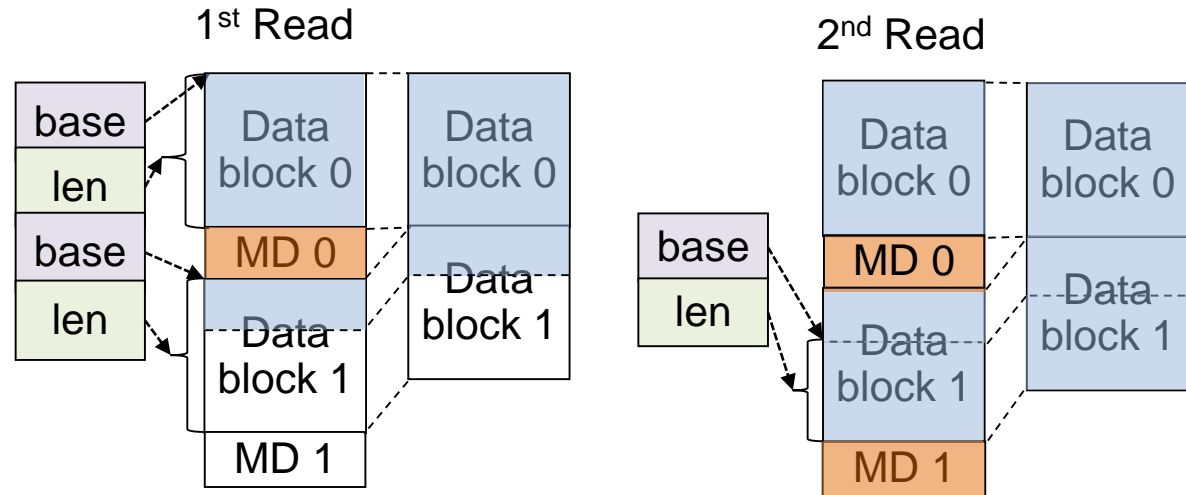 1st Read
base
len
base
len
Data
block 0
MD 0
Data
block 1
MD 1
Data
block 0
Data
block 1
2nd Read
base
len
Data
block 0
MD 0
Data
block 1
MD 1
Data
block 0
Data
block 1